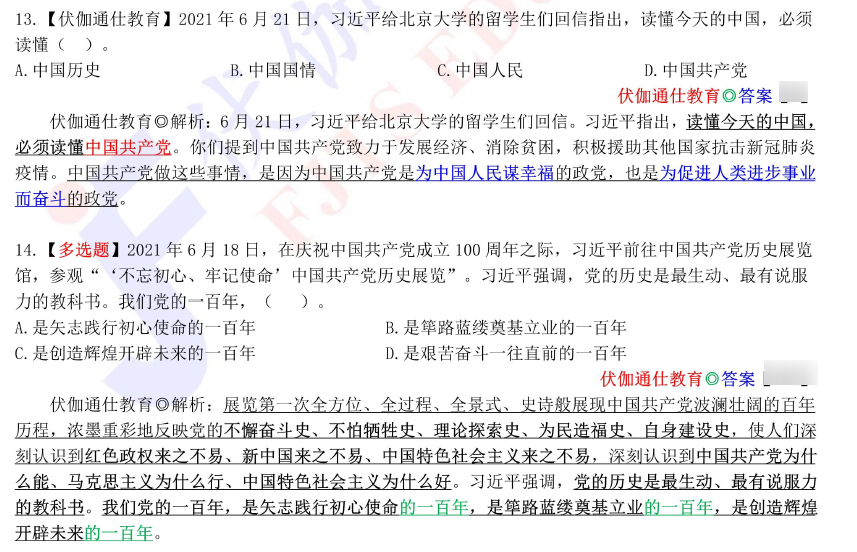 13.【伏伽通仕教育】2021 年 6 月 21 日，习近平给北京大学的留学生们回信指出，读懂今天的中国，必须
读懂（　）。
A.中国历史 B.中国国情 C.中国人民 D.中国共产党
伏伽通仕教育◎答案【 】
伏伽通仕教育◎解析：6 月 21 日，习近平给北京大学的留学生们回信。习近平指出，读懂今天的中国，
必须读懂中国共产党。你们提到中国共产党致力于发展经济、消除贫困，积极援助其他国家抗击新冠肺炎
疫情。中国共产党做这些事情，是因为中国共产党是为中国人民谋幸福的政党，也是为促进人类进步事业
而奋斗的政党。
14.【多选题】2021 年 6 月 18 日，在庆祝中国共产党成立 100 周年之际，习近平前往中国共产党历史展览
馆，参观“‘不忘初心、牢记使命’中国共产党历史展览”。习近平强调，党的历史是最生动、最有说服
力的教科书。我们党的一百年，（　）。
A.是矢志践行初心使命的一百年 B.是筚路蓝缕奠基立业的一百年
C.是创造辉煌开辟未来的一百年 D.是艰苦奋斗一往直前的一百年
伏伽通仕教育◎答案【
伏伽通仕教育◎解析：展览第一次全方位、全过程、全景式、史诗般展现中国共产党波澜壮阔的百年
历程，浓墨重彩地反映党的不懈奋斗史、不怕牺牲史、理论探索史、为民造福史、自身建设史，使人们深
刻认识到红色政权来之不易、新中国来之不易、中国特色社会主义来之不易，深刻认识到中国共产党为什
么能、马克思主义为什么行、中国特色社会主义为什么好。习近平强调，党的历史是最生动、最有说服力
的教科书。我们党的一百年，是矢志践行初心使命的一百年，是筚路蓝缕奠基立业的一百年，是创造辉煌
开辟未来的一百年。